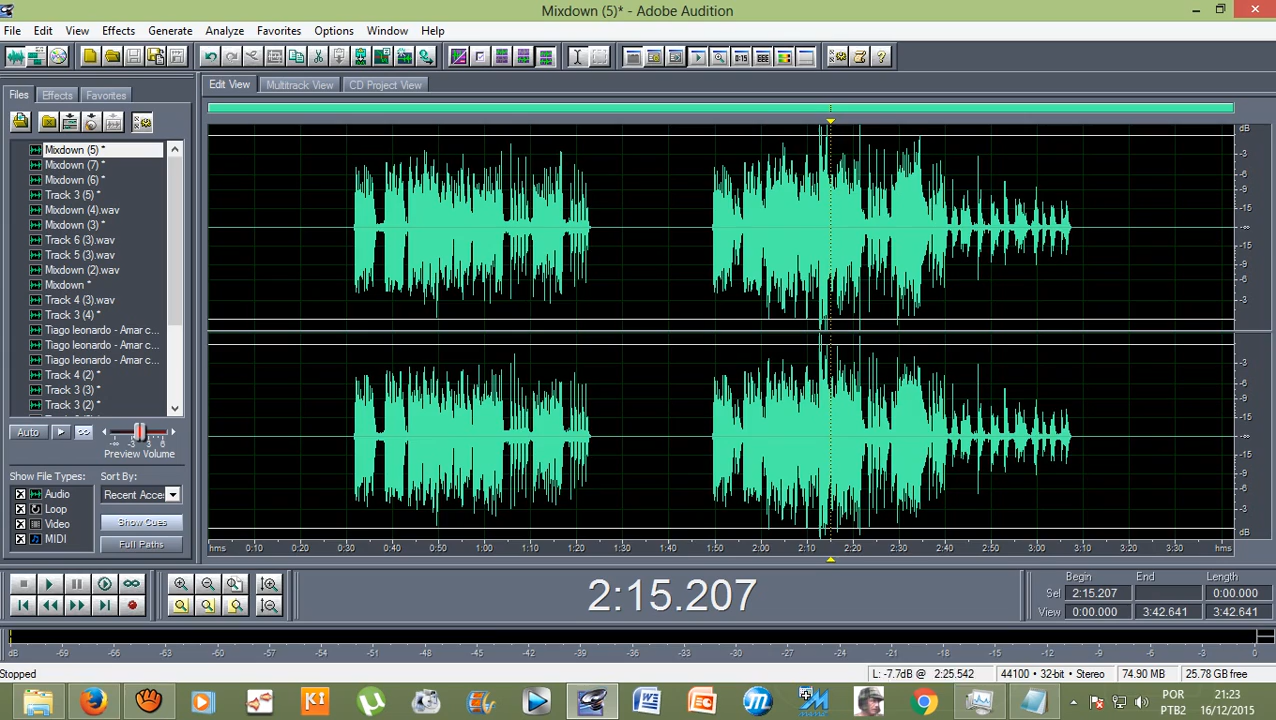 Mixdown (5)* - Adobe Audition
File Edit View Effects Generate Analyze Favorites Options Window Help
Files Effects Favorites
Edit View Multitrack View CD Project View
Mixdown (5) *
Mixdown (7) *
Mixdown (6) *
Track 3 (5) *
Mixdown (4).wav
Mixdown (3) *
Track 6 (3).wav
Track 5 (3).wav
Mixdown (2).wav
Mixdown *
Track 4 (3).wav
Track 3 (4) *
Tiago leonardo - Amar c...
Tiago leonardo - Amar c...
Tiago leonardo - Amar c...
Track 4 (2) *
Track 3 (3) *
Track 3 (2) *
Auto
-∞ -3 3 6
Preview Volume
Show File Types: Sort By:
Audio Recent Acce
Loop
Video
MIDI
Show Cues
Full Paths
dB
-3
-6
-9
-15
-∞
-15
-9
-6
-3
-3
-6
-9
-15
-∞
-15
-9
-6
-3
dB
hms 0:10 0:20 0:30 0:40 0:50 1:00 1:10 1:20 1:30 1:40 1:50 2:00 2:10 2:20 2:30 2:40 2:50 3:00 3:10 3:20 3:30 hms
2:15.207
Begin End Length
Sel 2:15.207 0:00.000
View 0:00.000 3:42.641 3:42.641
dB -69 -66 -63 -60 -57 -54 -51 -48 -45 -42 -39 -36 -33 -30 -27 -24 -21 -18 -15 -12 -9 -6 -3 0
Stopped
L: -7.7dB @ 2:25.542 44100 • 32-bit • Stereo 74.90 MB 25.78 GB free
POR 21:23
PTB2 16/12/2015